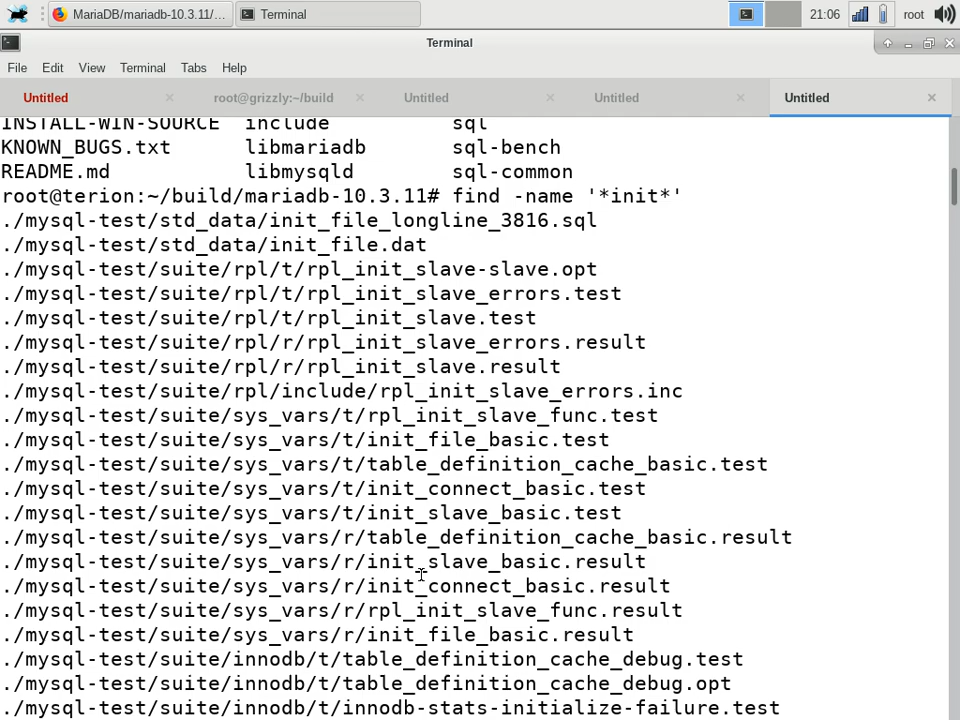 MariaDB/mariadb-10.3.11/... Terminal 21:06 root
Terminal
File Edit View Terminal Tabs Help
Untitled root@grizzly:~/build Untitled Untitled Untitled
INSTALL-WIN-SOURCE include sql
KNOWN_BUGS.txt libmariadb sql-bench
README.md libmysqld sql-common
root@terion:~/build/mariadb-10.3.11# find -name '*init*'
./mysql-test/std_data/init_file_longline_3816.sql
./mysql-test/std_data/init_file.dat
./mysql-test/suite/rpl/t/rpl_init_slave-slave.opt
./mysql-test/suite/rpl/t/rpl_init_slave_errors.test
./mysql-test/suite/rpl/t/rpl_init_slave.test
./mysql-test/suite/rpl/r/rpl_init_slave_errors.result
./mysql-test/suite/rpl/r/rpl_init_slave.result
./mysql-test/suite/rpl/include/rpl_init_slave_errors.inc
./mysql-test/suite/sys_vars/t/rpl_init_slave_func.test
./mysql-test/suite/sys_vars/t/init_file_basic.test
./mysql-test/suite/sys_vars/t/table_definition_cache_basic.test
./mysql-test/suite/sys_vars/t/init_connect_basic.test
./mysql-test/suite/sys_vars/t/init_slave_basic.test
./mysql-test/suite/sys_vars/r/table_definition_cache_basic.result
./mysql-test/suite/sys_vars/r/init_slave_basic.result
./mysql-test/suite/sys_vars/r/init_connect_basic.result
./mysql-test/suite/sys_vars/r/rpl_init_slave_func.result
./mysql-test/suite/sys_vars/r/init_file_basic.result
./mysql-test/suite/innodb/t/table_definition_cache_debug.test
./mysql-test/suite/innodb/t/table_definition_cache_debug.opt
./mysql-test/suite/innodb/t/innodb-stats-initialize-failure.test